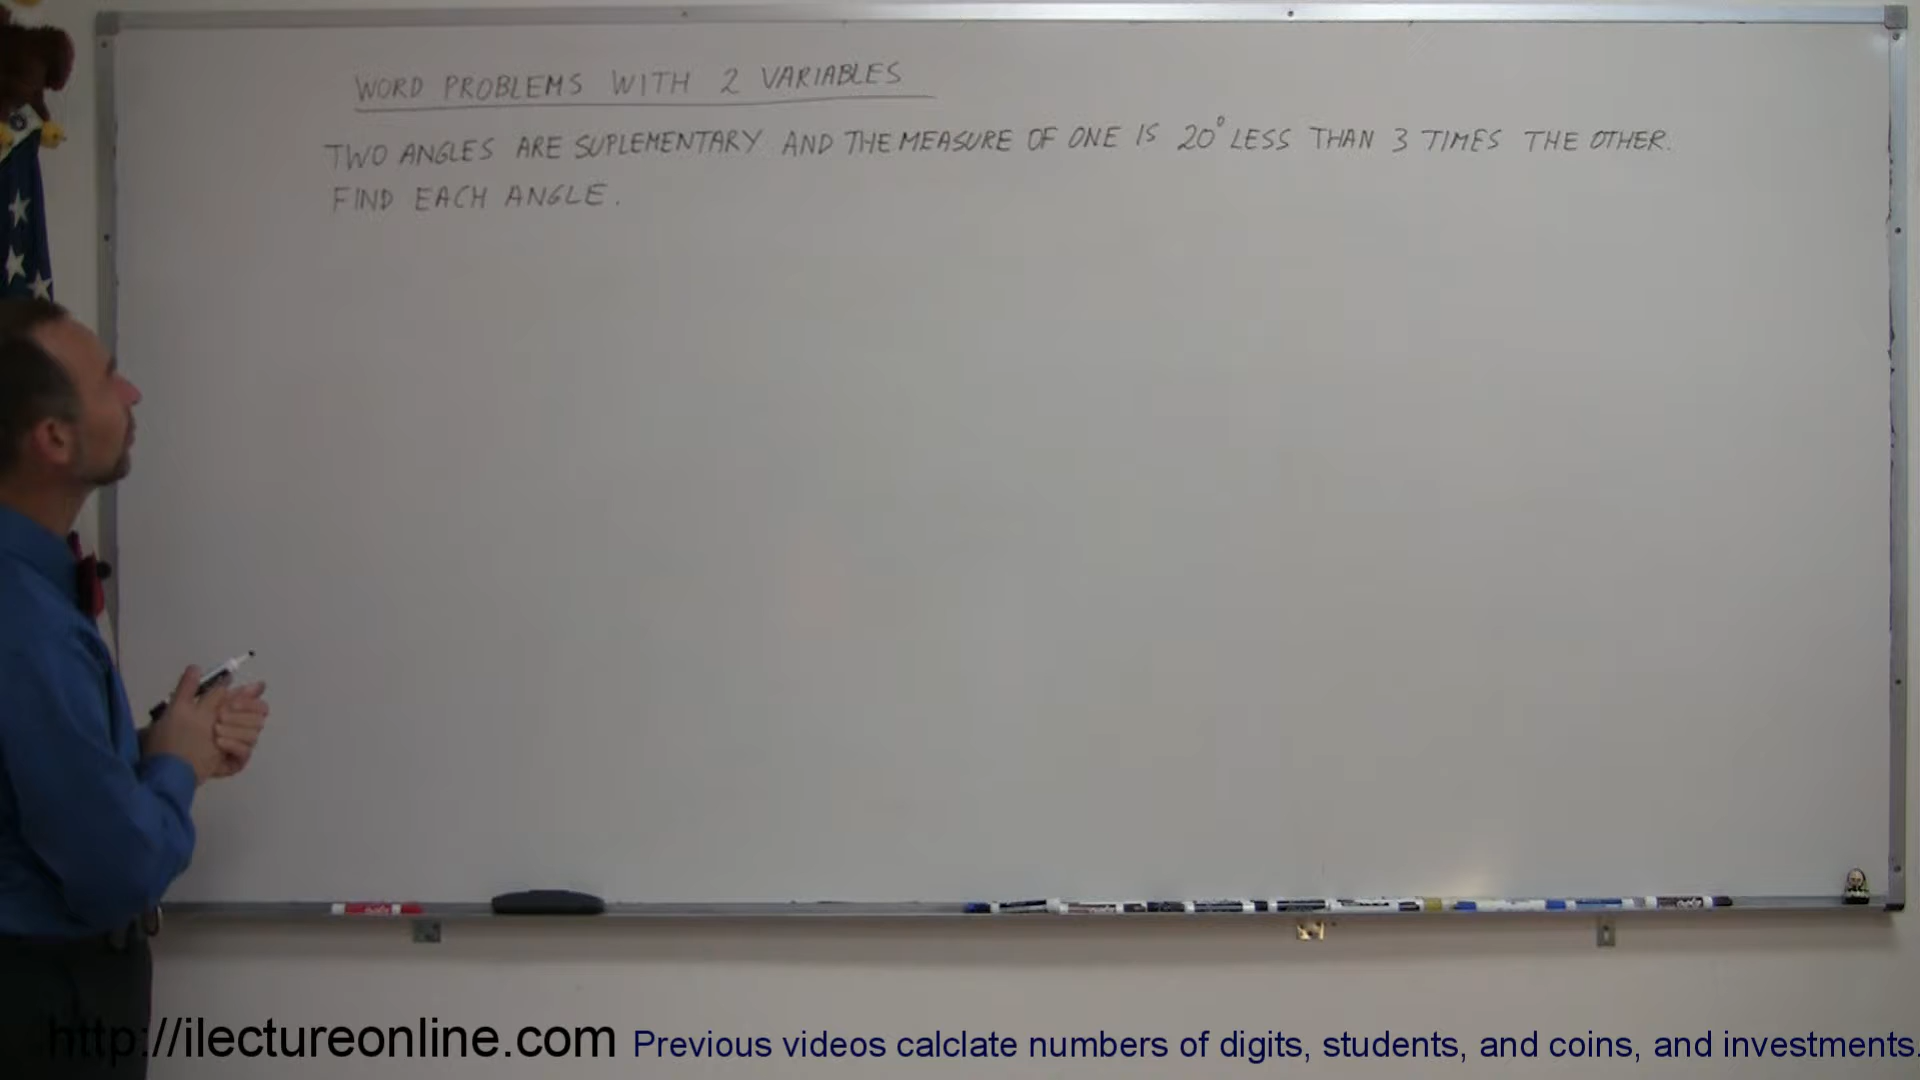 WORD PROBLEMS WITH 2 VARIABLES
TWO ANGLES ARE SUPLEMENTARY AND THE MEASURE OF ONE IS 20° LESS THAN 3 TIMES THE OTHER.
FIND EACH ANGLE.
http://ilectureonline.com Previous videos calclate numbers of digits, students, and coins, and investments.